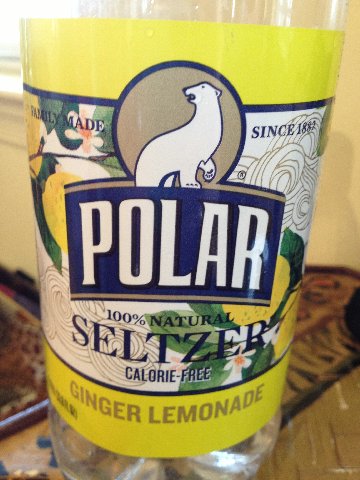 FAMILY MADE
SINCE 1882
®
POLAR
100% NATURAL
SELTZER
CALORIE-FREE
GINGER LEMONADE